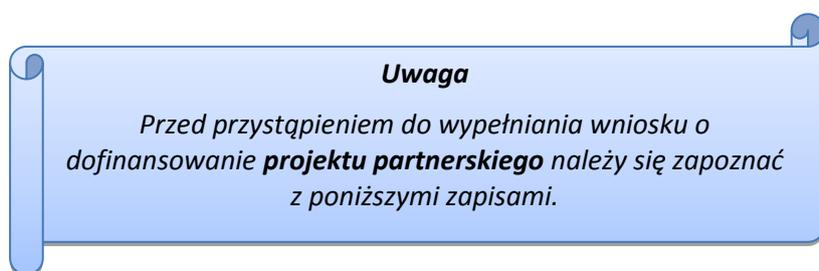 Uwaga
Przed przystąpieniem do wypełniania wniosku o
dofinansowanie projektu partnerskiego należy się zapoznać
z poniższymi zapisami.